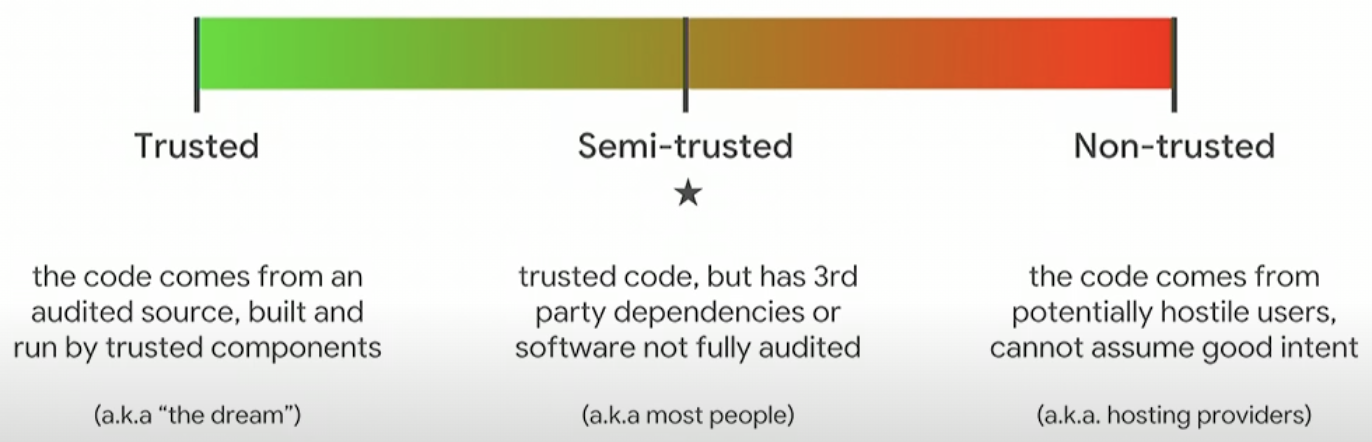 Trusted
Semi-trusted
Non-trusted
★
the code comes from an
audited source, built and
run by trusted components
(a.k.a “the dream”)
trusted code, but has 3rd
party dependencies or
software not fully audited
(a.k.a most people)
the code comes from
potentially hostile users,
cannot assume good intent
(a.k.a. hosting providers)